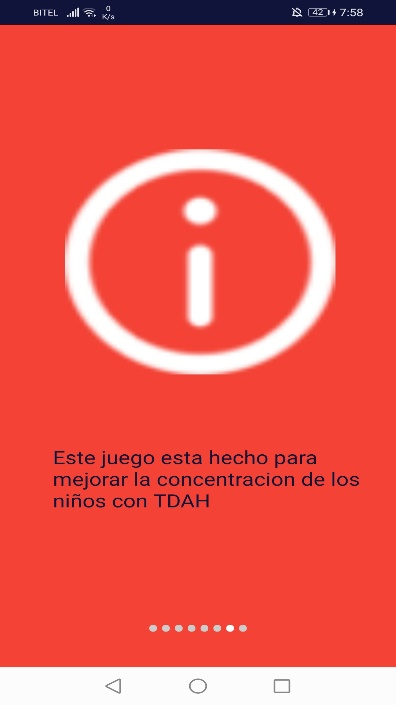 BITEL 0 K/s 42 7:58
Este juego esta hecho para
mejorar la concentracion de los
niños con TDAH